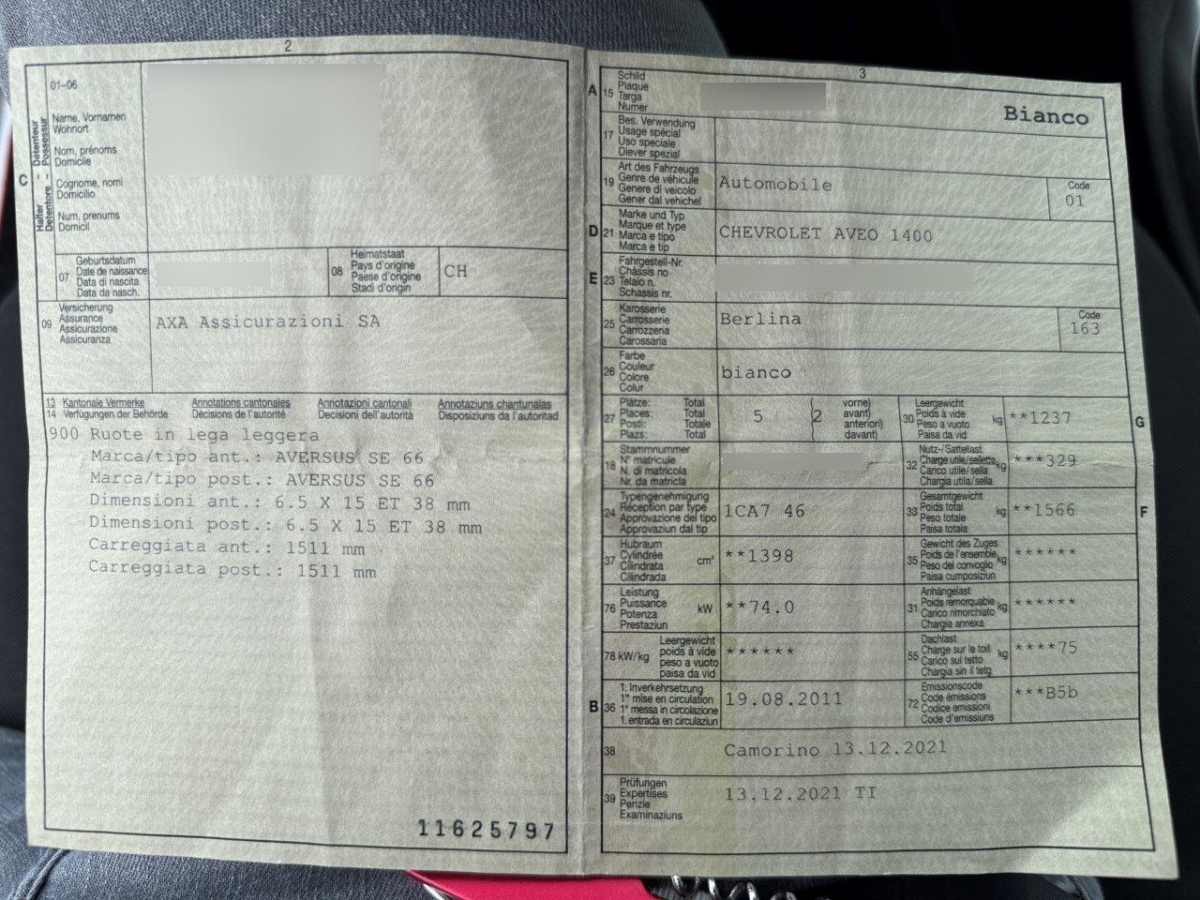 2
01-06
C
Halter – Détenteur
Detentore – Possessur
Name, Vornamen
Wohnort
Nom, prénoms
Domicile
Cognome, nomi
Domicilio
Num, prenums
Domicil
07
Geburtsdatum
Date de naissance
Data di nascita
Data da nasch.
08
Heimatstaat
Pays d'origine
Paese d'origine
Stadi d'origin
CH
09
Versicherung
Assurance
Assicurazione
Assicuranza
AXA Assicurazioni SA
13 Kantonale Vermerke Annotations cantonales Annotazioni cantonali Annotaziuns chantunalas
14 Verfügungen der Behörde Décisions de l'autorité Decisioni dell'autorità Disposiziuns da l'autoritad
900 Ruote in lega leggera
Marca/tipo ant.: AVERSUS SE 66
Marca/tipo post.: AVERSUS SE 66
Dimensioni ant.: 6.5 X 15 ET 38 mm
Dimensioni post.: 6.5 X 15 ET 38 mm
Carreggiata ant.: 1511 mm
Carreggiata post.: 1511 mm
11625797
3
A 15
Schild
Plaque
Targa
Numer
Bianco
17
Bes. Verwendung
Usage spécial
Uso speciale
Diever spezial
19
Art des Fahrzeugs
Genre de véhicule
Genere di veicolo
Gener dal vehichel
Automobile
Code
01
D 21
Marke und Typ
Marque et type
Marca e tipo
Marca e tip
CHEVROLET AVEO 1400
E 23
Fahrgestell-Nr.
Châssis no
Telaio n.
Schassis nr.
25
Karosserie
Carrosserie
Carrozzeria
Carossaria
Berlina
Code
163
26
Farbe
Couleur
Colore
Colur
bianco
27
Plätze: Total
Places: Total
Posti: Totale
Plazs: Total
5
(2
vorne)
avant)
anteriori)
davant)
30
Leergewicht
Poids à vide
Peso a vuoto
Paisa da vid
kg
**1237
G
18
Stammnummer
N° matricule
N. di matricola
Nr. da matricla
32
Nutz-/Sattellast
Charge utile/sellette
Carico utile/sella
Chargia utila/sella
kg
***329
24
Typengenehmigung
Réception par type
Approvazione del tipo
Approvaziun dal tip
1CA7 46
33
Gesamtgewicht
Poids total
Peso totale
Paisa totala
kg
**1566
F
37
Hubraum
Cylindrée
Cilindrata
Cilindrada
cm³
**1398
35
Gewicht des Zuges
Poids de l'ensemble
Peso del convoglio
Paisa cumposiziun
kg
******
76
Leistung
Puissance
Potenza
Prestaziun
kW
**74.0
31
Anhängelast
Poids remorquable
Carico rimorchiato
Chargia annexa
kg
******
78 kW/kg
Leergewicht
poids à vide
peso a vuoto
paisa da vid
******
55
Dachlast
Charge sur le toit
Carico sul tetto
Chargia sin il tetg
kg
****75
B 36
1. Inverkehrsetzung
1re mise en circulation
1a messa in circolazione
1. entrada en circulaziun
19.08.2011
72
Emissionscode
Code émissions
Codice emissioni
Code d'emissiuns
***B5b
38
Camorino 13.12.2021
39
Prüfungen
Expertises
Perizie
Examinaziuns
13.12.2021 TI